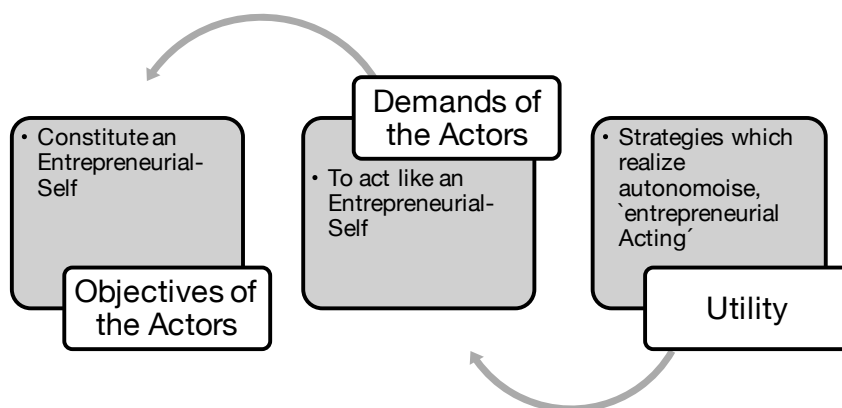 • Constitute an
Entrepreneurial-
Self
Objectives of
the Actors
Demands of
the Actors
• To act like an
Entrepreneurial-
Self
• Strategies which
realize
autonomoise,
`entrepreneurial
Acting´
Utility